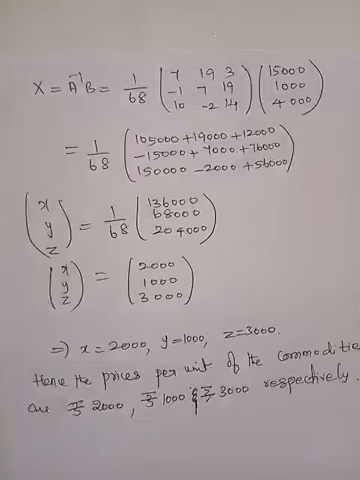 X = A⁻¹B = 1/68 (7 19 3; -1 7 19; 10 -2 14) (15000; 1000; 4000)
= 1/68 (105000+19000+12000; -15000+7000+76000; 150000-2000+56000)
(x; y; z) = 1/68 (136000; 68000; 204000)
(x; y; z) = (2000; 1000; 3000)
⇒) x=2000, y=1000, z=3000.
Hence the prices per unit of the commoditie
are ₹ 2000, ₹ 1000 & ₹ 3000 respectively.